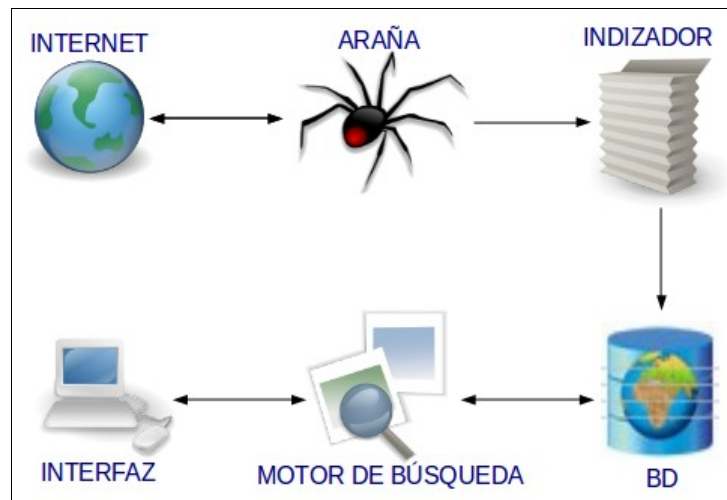 INTERNET
ARAÑA
INDIZADOR
INTERFAZ
MOTOR DE BÚSQUEDA
BD